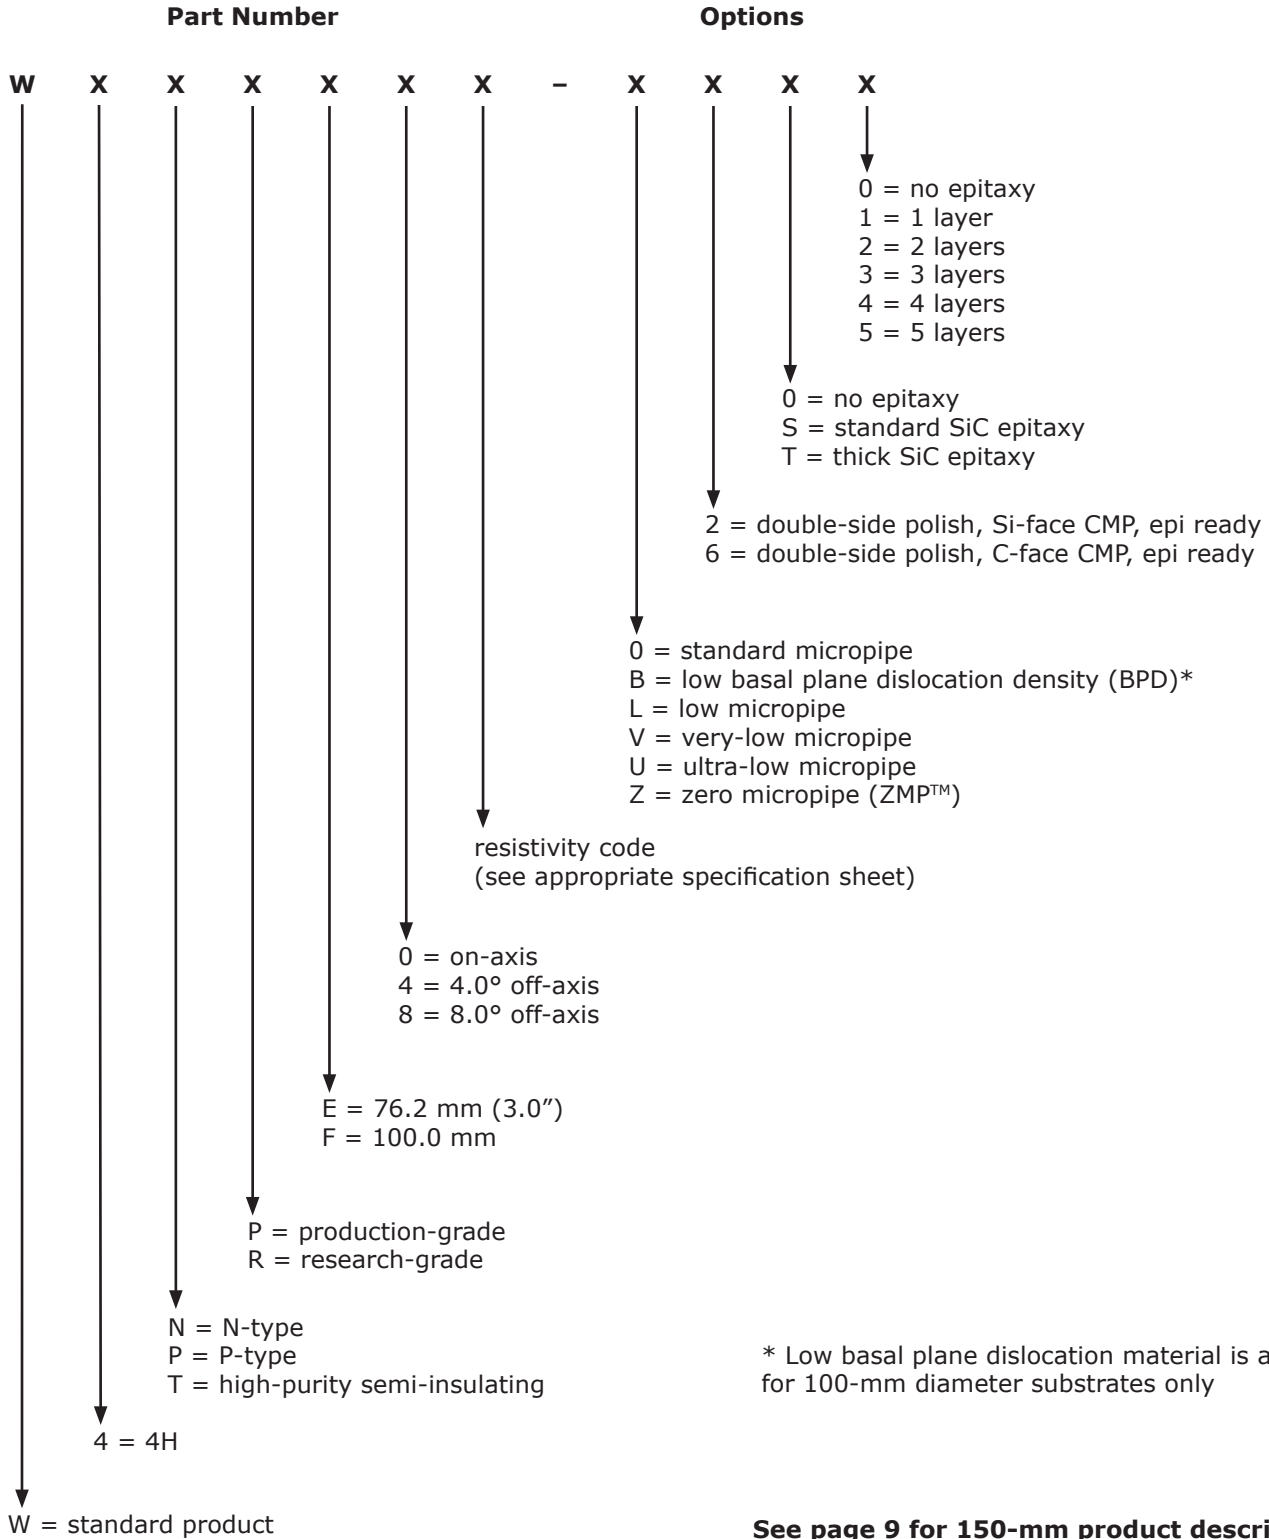 Part Number
Options
W X X X X X X – X X X X
0 = no epitaxy
1 = 1 layer
2 = 2 layers
3 = 3 layers
4 = 4 layers
5 = 5 layers
0 = no epitaxy
S = standard SiC epitaxy
T = thick SiC epitaxy
2 = double-side polish, Si-face CMP, epi ready
6 = double-side polish, C-face CMP, epi ready
0 = standard micropipe
B = low basal plane dislocation density (BPD)*
L = low micropipe
V = very-low micropipe
U = ultra-low micropipe
Z = zero micropipe (ZMP™)
resistivity code
(see appropriate specification sheet)
0 = on-axis
4 = 4.0° off-axis
8 = 8.0° off-axis
E = 76.2 mm (3.0″)
F = 100.0 mm
P = production-grade
R = research-grade
N = N-type
P = P-type
T = high-purity semi-insulating
* Low basal plane dislocation material is
for 100-mm diameter substrates only
4 = 4H
W = standard product
See page 9 for 150-mm product